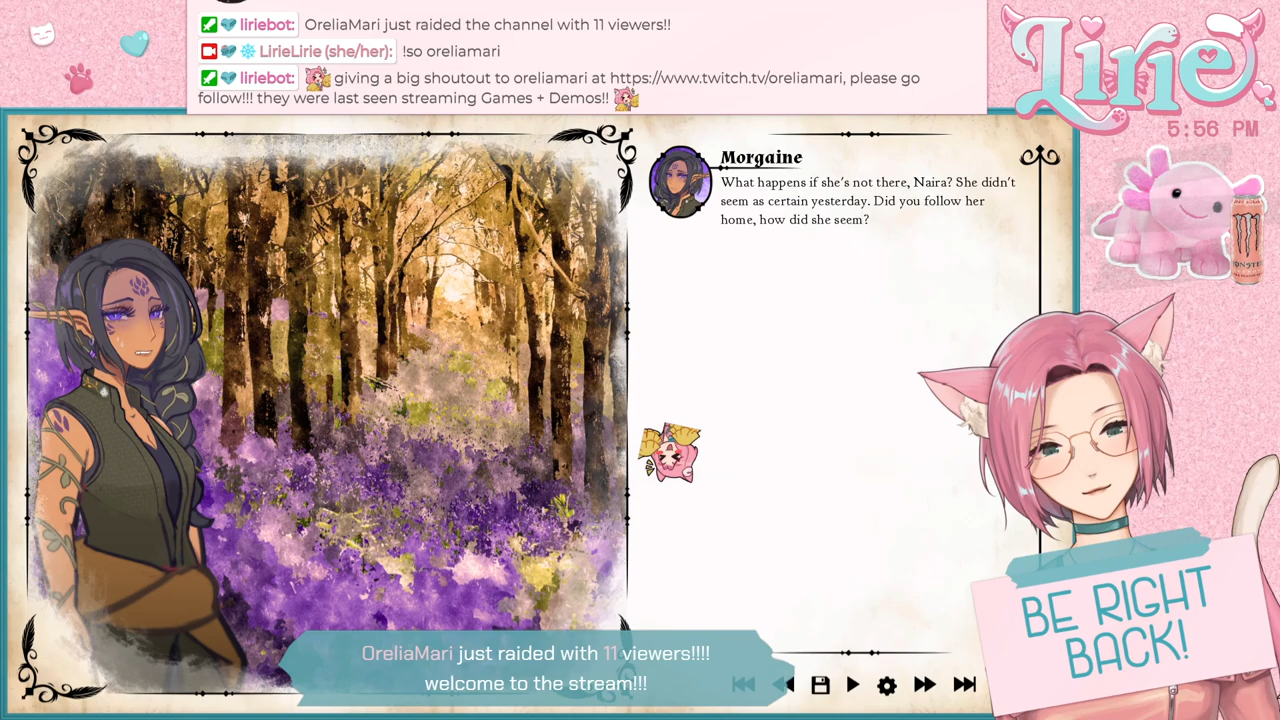 liriebot: OreliaMari just raided the channel with 11 viewers!!
LirieLirie (she/her): !so oreliamari
liriebot: giving a big shoutout to oreliamari at https://www.twitch.tv/oreliamari, please go
follow!!! they were last seen streaming Games + Demos!!
Lirie
5:56 PM
Morgaine
What happens if she's not there, Naira? She didn't
seem as certain yesterday. Did you follow her
home, how did she seem?
MONSTER
BE RIGHT
BACK!
OreliaMari just raided with 11 viewers!!!!
welcome to the stream!!!